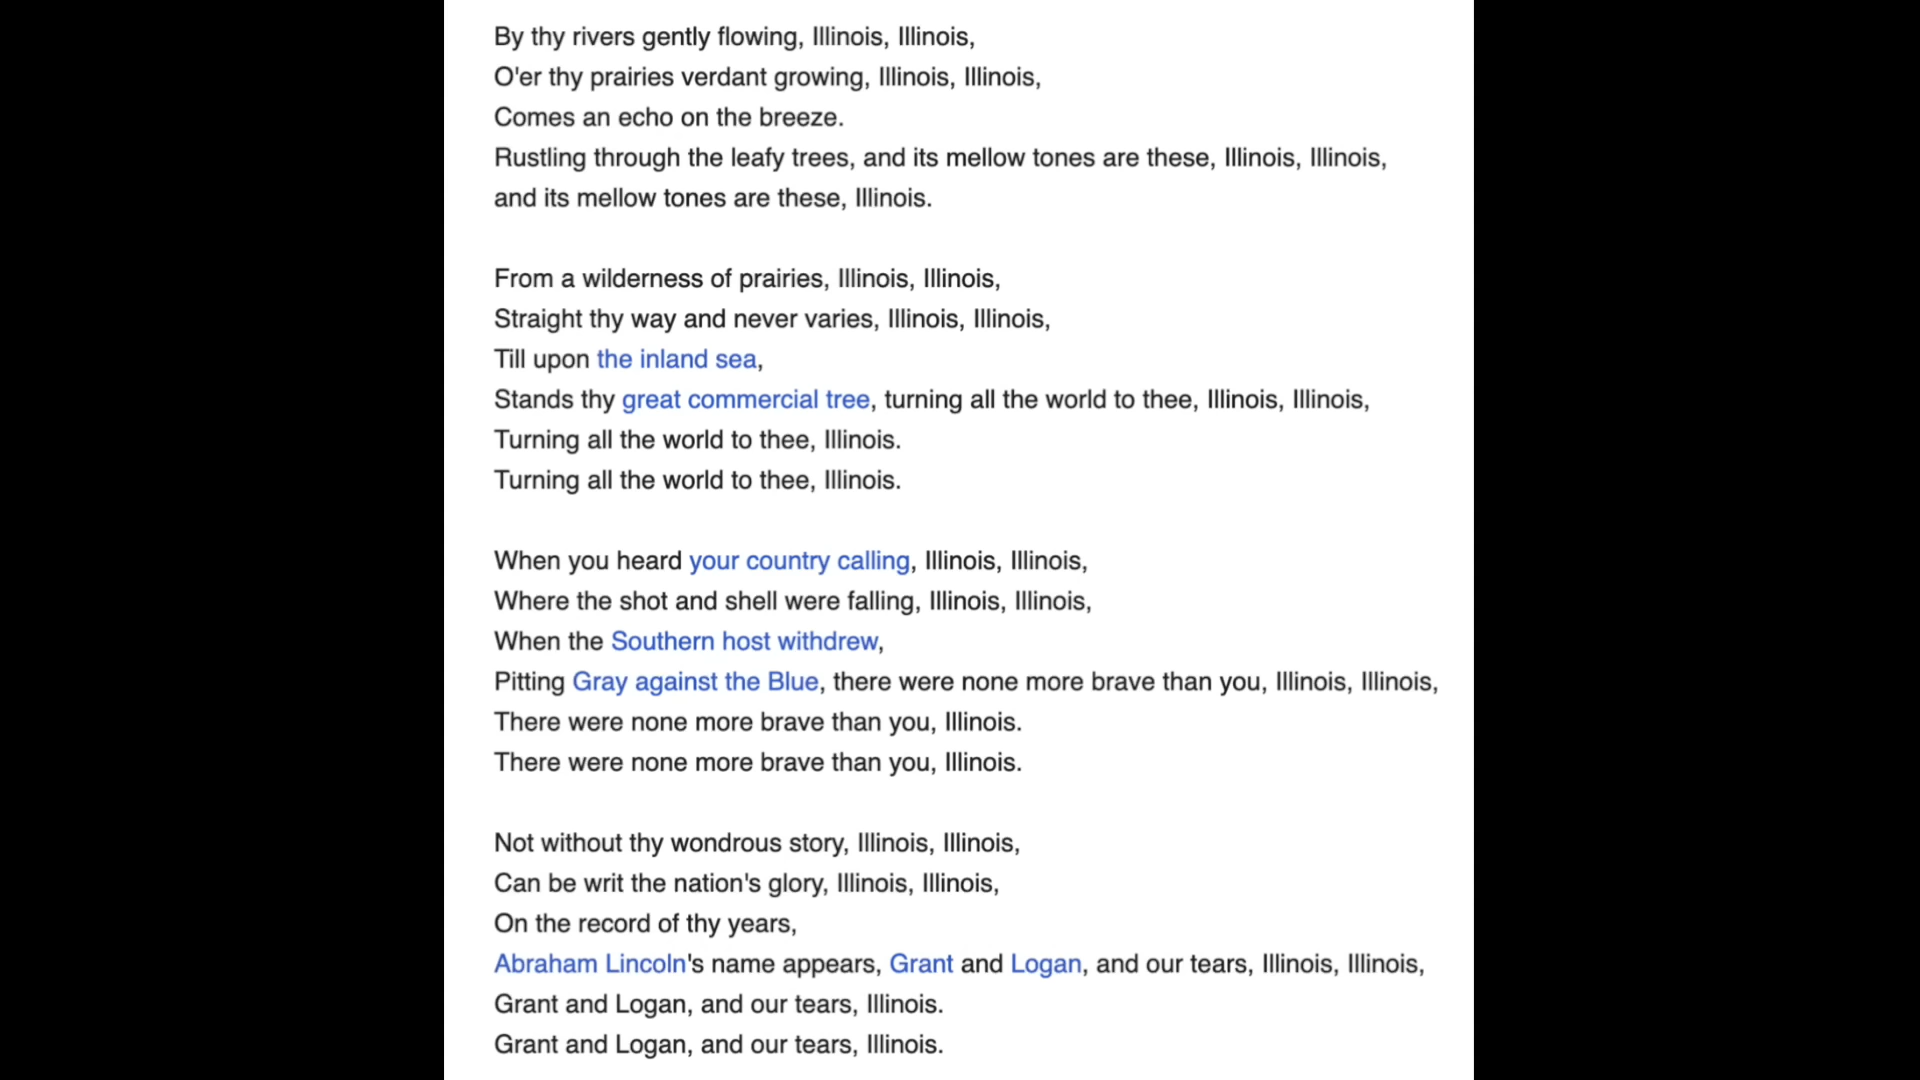 By thy rivers gently flowing, Illinois, Illinois,
O'er thy prairies verdant growing, Illinois, Illinois,
Comes an echo on the breeze.
Rustling through the leafy trees, and its mellow tones are these, Illinois, Illinois,
and its mellow tones are these, Illinois.
From a wilderness of prairies, Illinois, Illinois,
Straight thy way and never varies, Illinois, Illinois,
Till upon the inland sea,
Stands thy great commercial tree, turning all the world to thee, Illinois, Illinois,
Turning all the world to thee, Illinois.
Turning all the world to thee, Illinois.
When you heard your country calling, Illinois, Illinois,
Where the shot and shell were falling, Illinois, Illinois,
When the Southern host withdrew,
Pitting Gray against the Blue, there were none more brave than you, Illinois, Illinois,
There were none more brave than you, Illinois.
There were none more brave than you, Illinois.
Not without thy wondrous story, Illinois, Illinois,
Can be writ the nation's glory, Illinois, Illinois,
On the record of thy years,
Abraham Lincoln's name appears, Grant and Logan, and our tears, Illinois, Illinois,
Grant and Logan, and our tears, Illinois.
Grant and Logan, and our tears, Illinois.